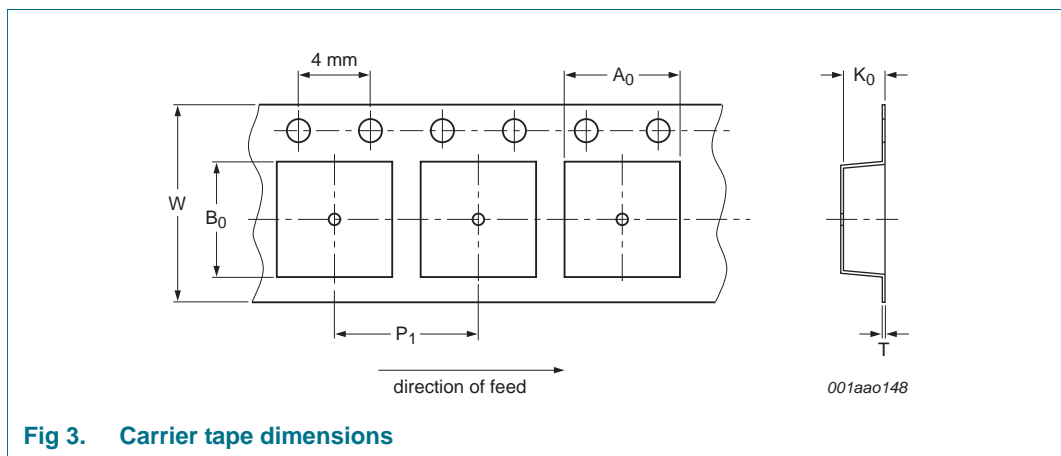 4 mm
A0
K0
W
B0
P1
T
direction of feed
001aao148
Fig 3. Carrier tape dimensions